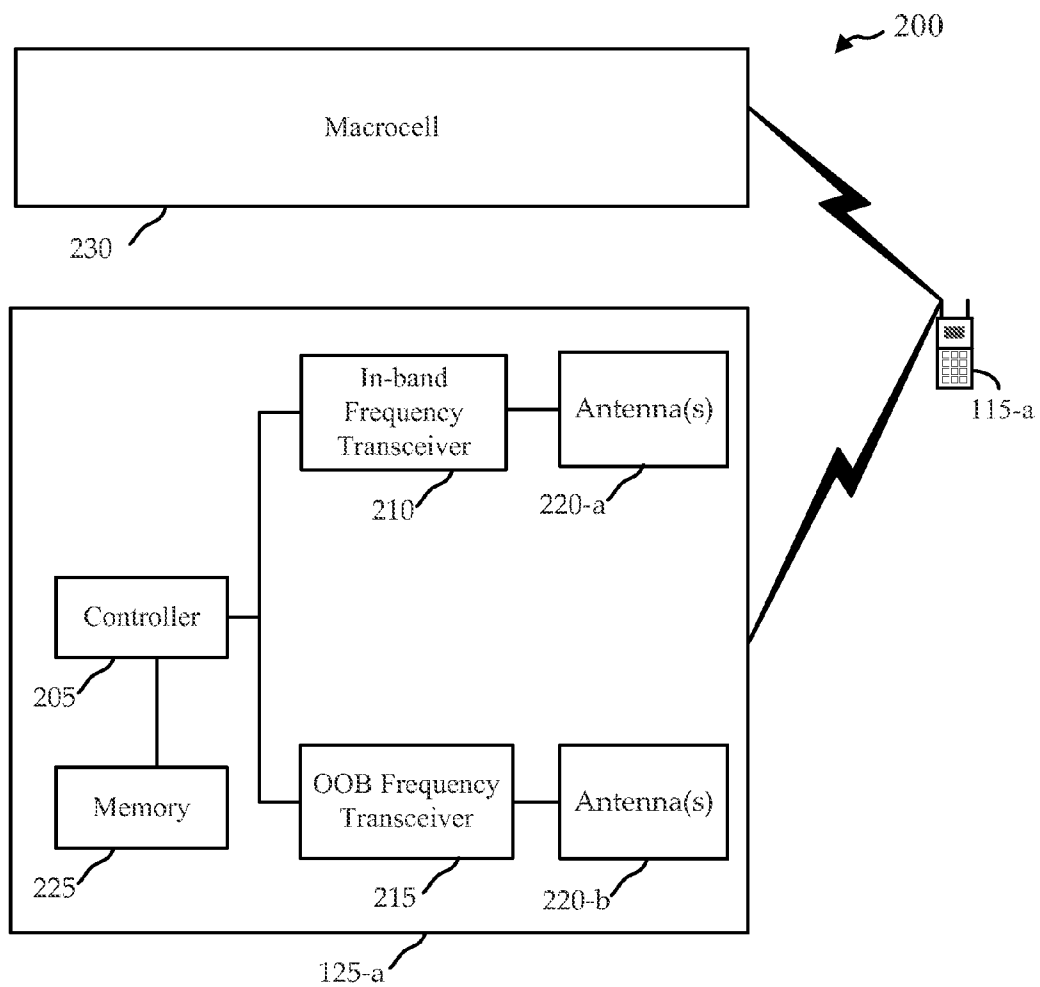 200
Macrocell
230
115-a
In-band
Frequency
Transceiver
210
Antenna(s)
220-a
Controller
205
Memory
225
OOB Frequency
Transceiver
215
Antenna(s)
220-b
125-a